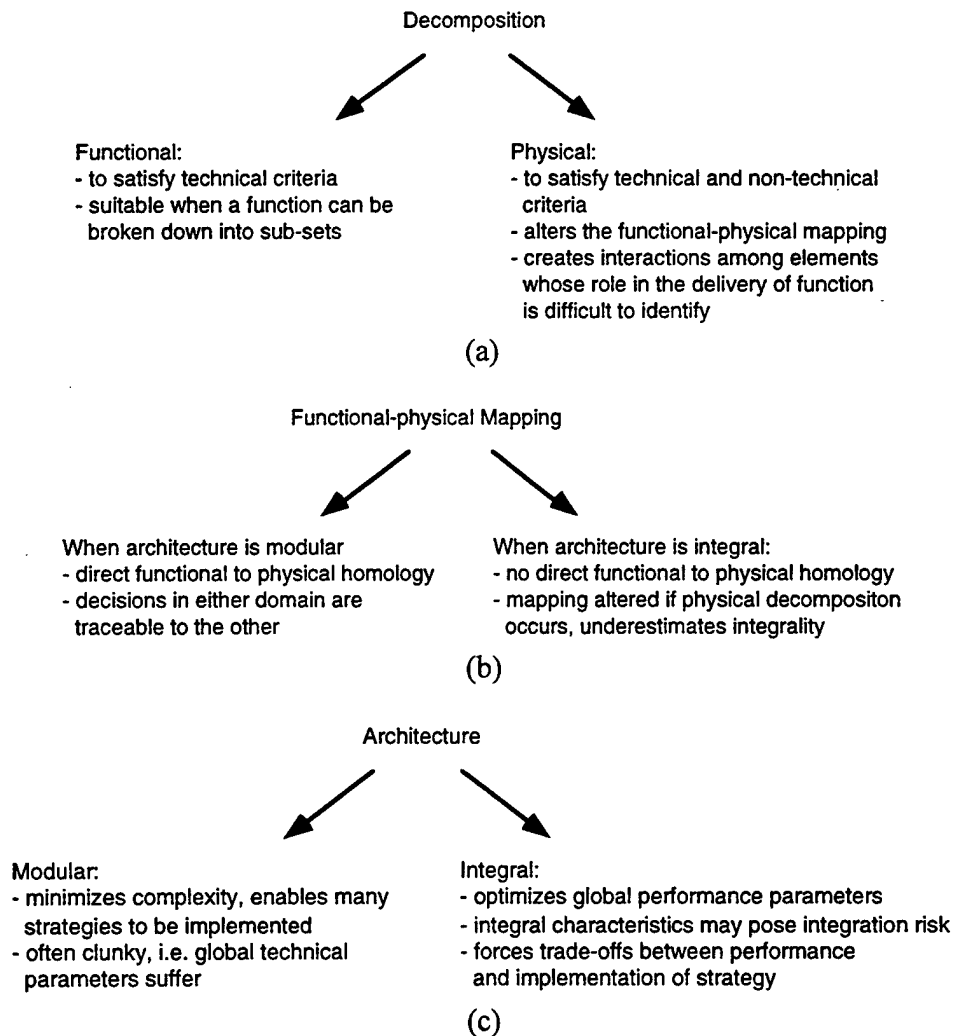 Decomposition
Functional:
- to satisfy technical criteria
- suitable when a function can be
broken down into sub-sets
Physical:
- to satisfy technical and non-technical
criteria
- alters the functional-physical mapping
- creates interactions among elements
whose role in the delivery of function
is difficult to identify
(a)
Functional-physical Mapping
When architecture is modular
- direct functional to physical homology
- decisions in either domain are
traceable to the other
When architecture is integral:
- no direct functional to physical homology
- mapping altered if physical decompositon
occurs, underestimates integrality
(b)
Architecture
Modular:
- minimizes complexity, enables many
strategies to be implemented
- often clunky, i.e. global technical
parameters suffer
Integral:
- optimizes global performance parameters
- integral characteristics may pose integration risk
- forces trade-offs between performance
and implementation of strategy
(c)